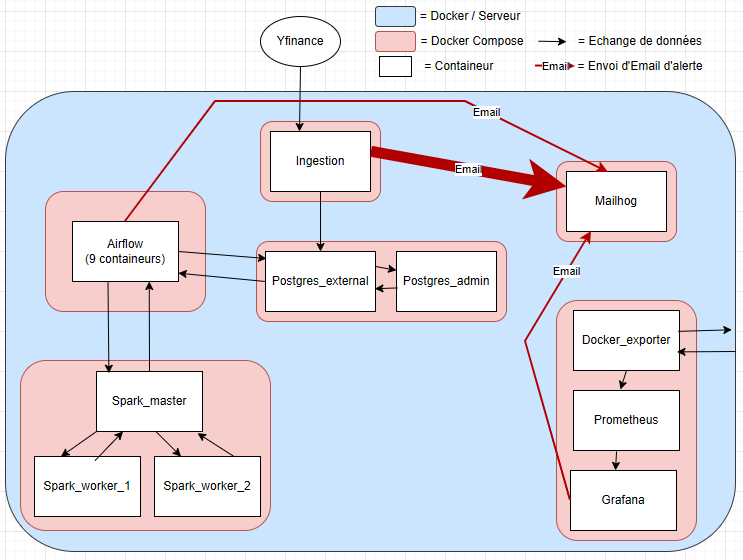 = Docker / Serveur
Yfinance
= Docker Compose
= Echange de données
= Containeur
Email
= Envoi d'Email d'alerte
Email
Ingestion
Email
Mailhog
Airflow
(9 containeurs)
Postgres_external
Postgres_admin
Email
Docker_exporter
Spark_master
Prometheus
Spark_worker_1
Spark_worker_2
Grafana